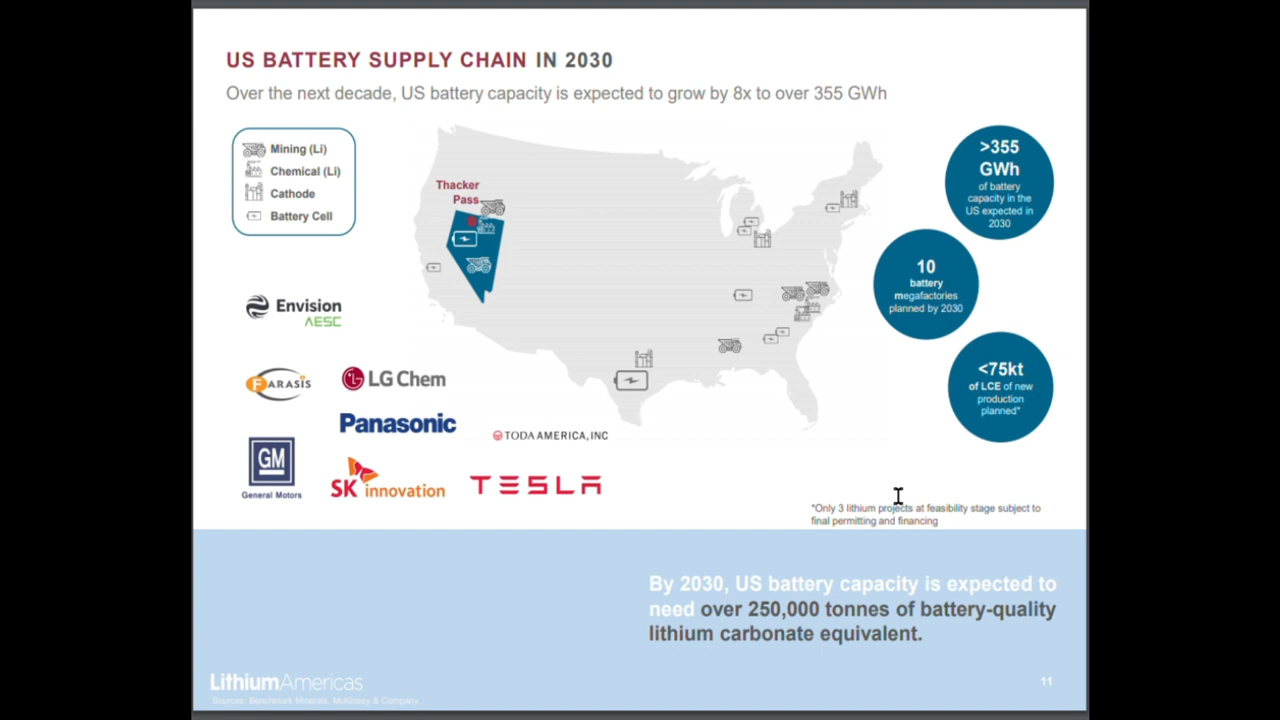 US BATTERY SUPPLY CHAIN IN 2030
Over the next decade, US battery capacity is expected to grow by 8x to over 355 GWh
Mining (Li)
Chemical (Li)
Cathode
Battery Cell
Thacker
Pass
>355
GWh
of battery
capacity in the
US expected in
2030
10
battery
megafactories
planned by 2030
<75kt
of LCE of new
production
planned*
Envision
AESC
FARASIS
LG Chem
Panasonic
TODA AMERICA, INC
GM
General Motors
SK innovation
TESLA
*Only 3 lithium projects at feasibility stage subject to
final permitting and financing
By 2030, US battery capacity is expected to
need over 250,000 tonnes of battery-quality
lithium carbonate equivalent.
LithiumAmericas
Sources: Benchmark Minerals, McKinsey & Company
11